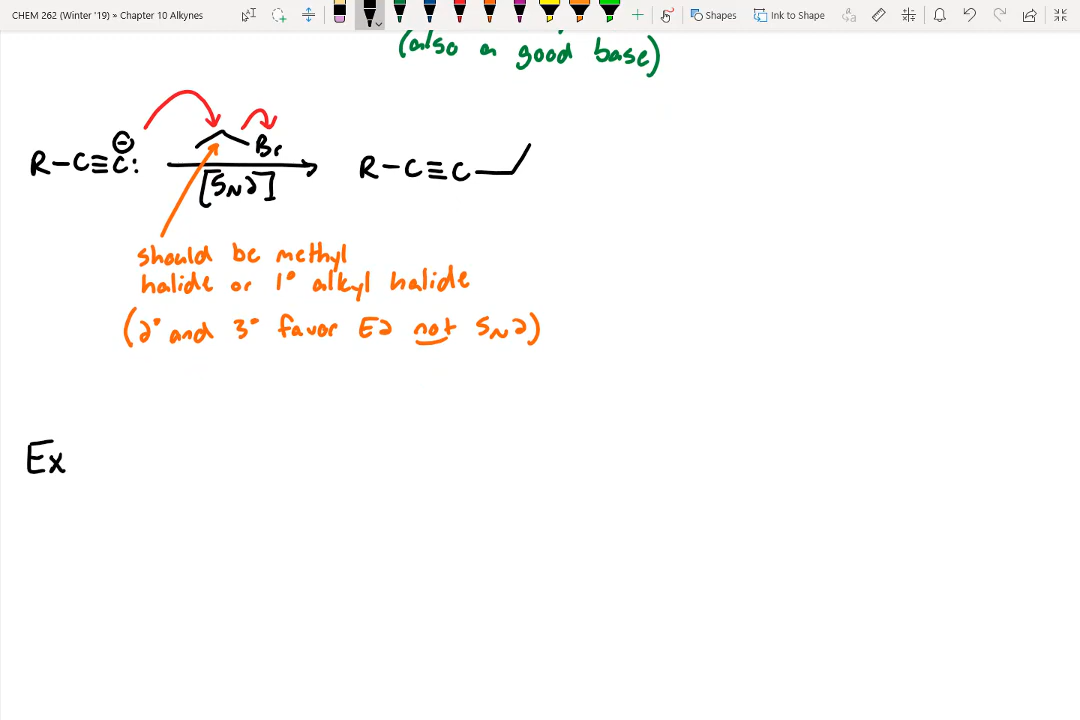 CHEM 262 (Winter '19) » Chapter 10 Alkynes
Shapes
Ink to Shape
(also a good base)
R-C≡C:⊖
Br
[SN2]
R-C≡C
should be methyl
halide or 1° alkyl halide
(2° and 3° favor E2 not SN2)
Ex